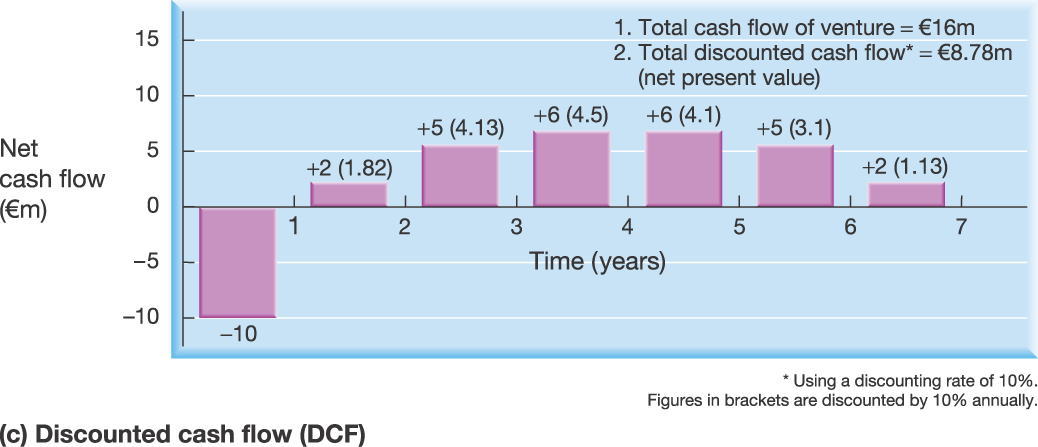 15
10
5
0
–5
–10
Net
cash flow
(€m)
1. Total cash flow of venture = €16m
2. Total discounted cash flow* = €8.78m
(net present value)
+2 (1.82)
+5 (4.13)
+6 (4.5)
+6 (4.1)
+5 (3.1)
+2 (1.13)
–10
1 2 3 4 5 6 7
Time (years)
* Using a discounting rate of 10%.
Figures in brackets are discounted by 10% annually.
(c) Discounted cash flow (DCF)